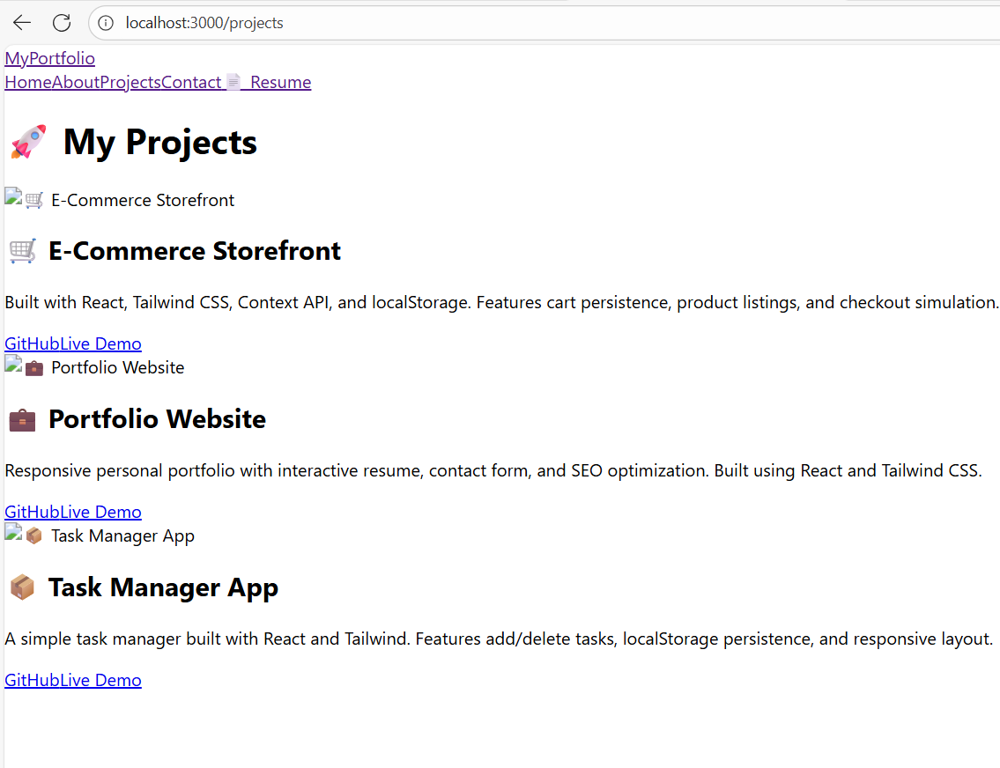 localhost:3000/projects
MyPortfolio
HomeAboutProjectsContact📄 Resume
🚀 My Projects
🛒 E-Commerce Storefront
🛒 E-Commerce Storefront
Built with React, Tailwind CSS, Context API, and localStorage. Features cart persistence, product listings, and checkout simulation.
GitHubLive Demo
💼 Portfolio Website
💼 Portfolio Website
Responsive personal portfolio with interactive resume, contact form, and SEO optimization. Built using React and Tailwind CSS.
GitHubLive Demo
📦 Task Manager App
📦 Task Manager App
A simple task manager built with React and Tailwind. Features add/delete tasks, localStorage persistence, and responsive layout.
GitHubLive Demo